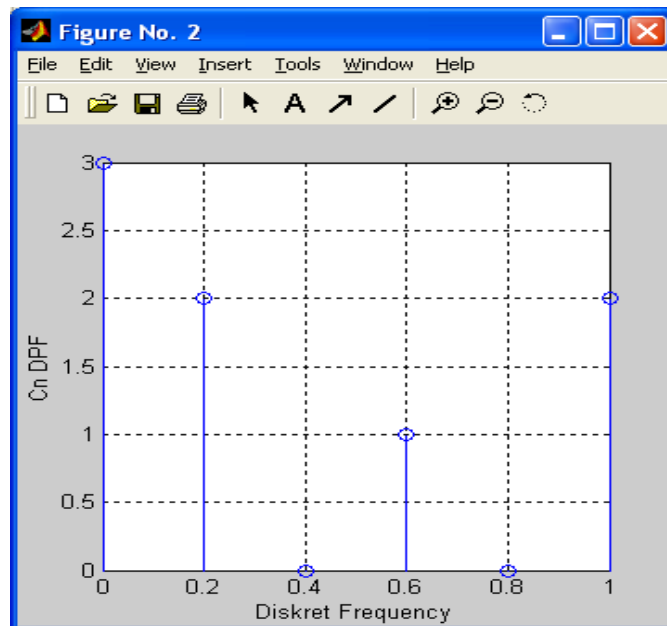 Figure No. 2
File Edit View Insert Tools Window Help
A
3
2.5
2
1.5
1
0.5
0
Cn DPF
0 0.2 0.4 0.6 0.8 1
Diskret Frequency